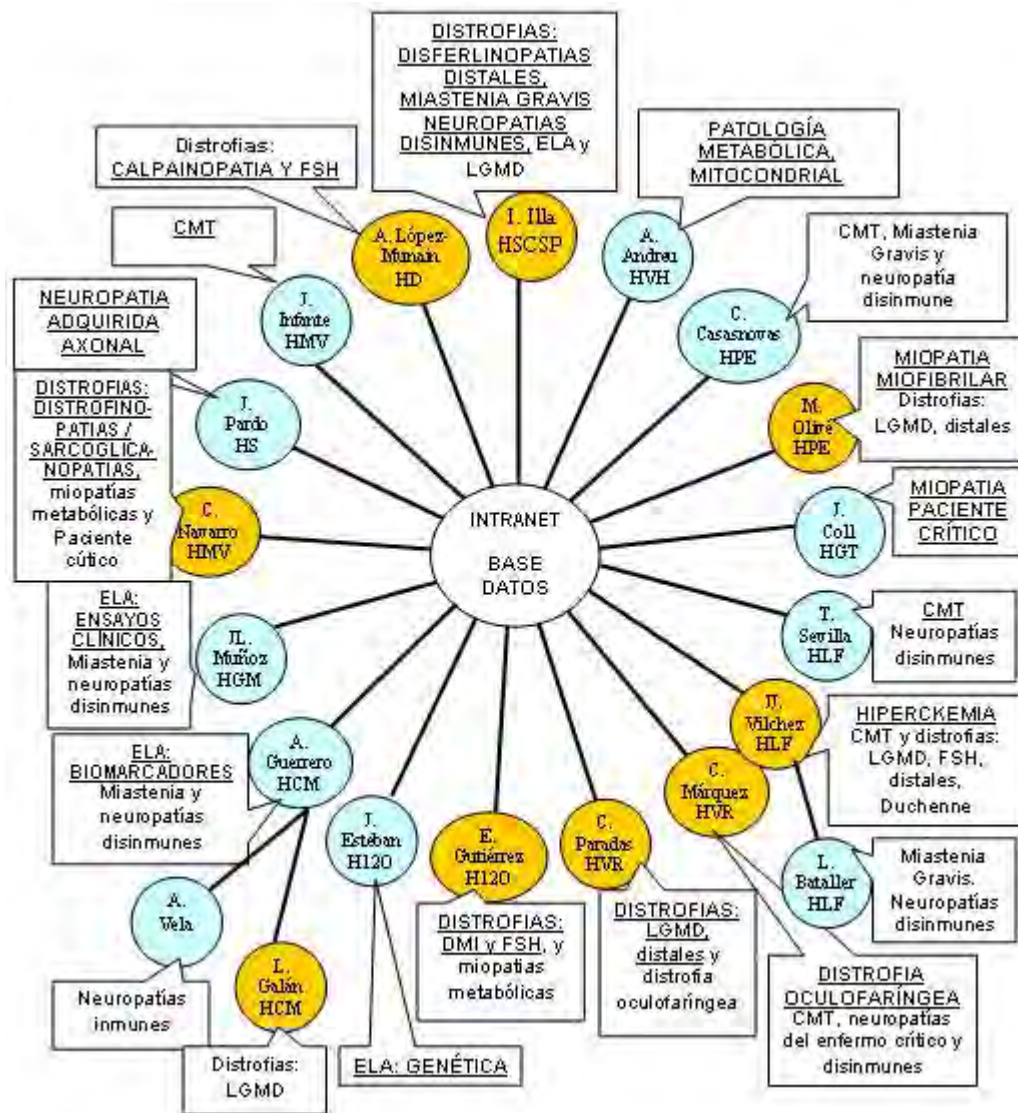 DISTROFIAS:
DISFERLINOPATIAS
DISTALES,
MIASTENIA GRAVIS
NEUROPATIAS
DISINMUNES, ELA y
LGMD
Distrofias:
CALPAINOPATIA Y FSH
PATOLOGÍA
METABÓLICA,
MITOCONDRIAL
CMT
I. Illa
HSCSP
A. López-
Munain
HD
A.
Andreu
HVH
CMT, Miastenia
Gravis y
neuropatía
disinmune
J.
Infante
HMV
C.
Casasnovas
HPE
NEUROPATIA
ADQUIRIDA
AXONAL
MIOPATIA
MIOFIBRILAR
Distrofias:
LGMD, distales
M.
Olivé
HPE
J.
Pardo
HS
DISTROFIAS:
DISTROFINO-
PATIAS /
SARCOGLICA-
NOPATIAS,
miopatías
metabólicas y
Paciente
cútico
C.
Navarro
HMV
INTRANET
BASE
DATOS
J.
Coll
HGT
MIOPATIA
PACIENTE
CRÍTICO
ELA:
ENSAYOS
CLÍNICOS,
Miastenia y
neuropatías
disinmunes
JL.
Muñoz
HGM
T.
Sevilla
HLF
CMT
Neuropatías
disinmunes
JJ.
Vilchez
HLF
HIPERCKEMIA
CMT y distrofias:
LGMD, FSH,
distales,
Duchenne
ELA:
BIOMARCADORES
Miastenia y
neuropatías
disinmunes
A.
Guerrero
HCM
J.
Esteban
H12O
E.
Gutiérrez
H12O
C.
Paradas
HVR
C.
Márquez
HVR
L.
Bataller
HLF
Miastenia
Gravis.
Neuropatías
disinmunes
A.
Vela
L.
Galán
HCM
DISTROFIAS:
DMI y FSH, y
miopatias
metabólicas
DISTROFIAS:
LGMD,
distales y
distrofia
oculofaríngea
DISTROFIA
OCULOFARÍNGEA
CMT, neuropatías
del enfermo crítico y
disinmunes
Neuropatías
inmunes
Distrofias:
LGMD
ELA: GENÉTICA